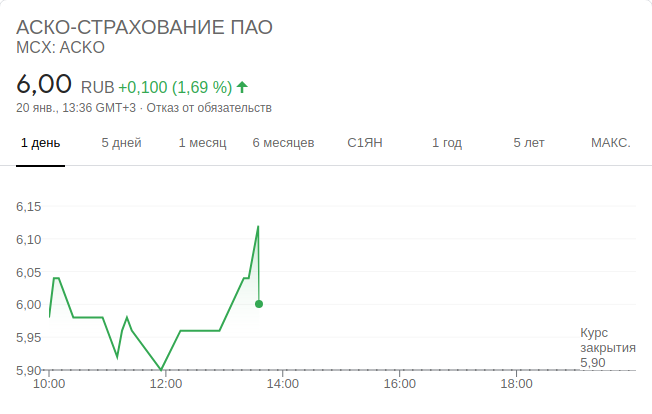 АСКО-СТРАХОВАНИЕ ПАО
MCX: ACKO
6,00 RUB +0,100 (1,69 %)
20 янв., 13:36 GMT+3 · Отказ от обязательств
1 день 5 дней 1 месяц 6 месяцев С1ЯН 1 год 5 лет МАКС.
6,15
6,10
6,05
6,00
5,95
Курс
закрытия
5,90
5,90
10:00 12:00 14:00 16:00 18:00